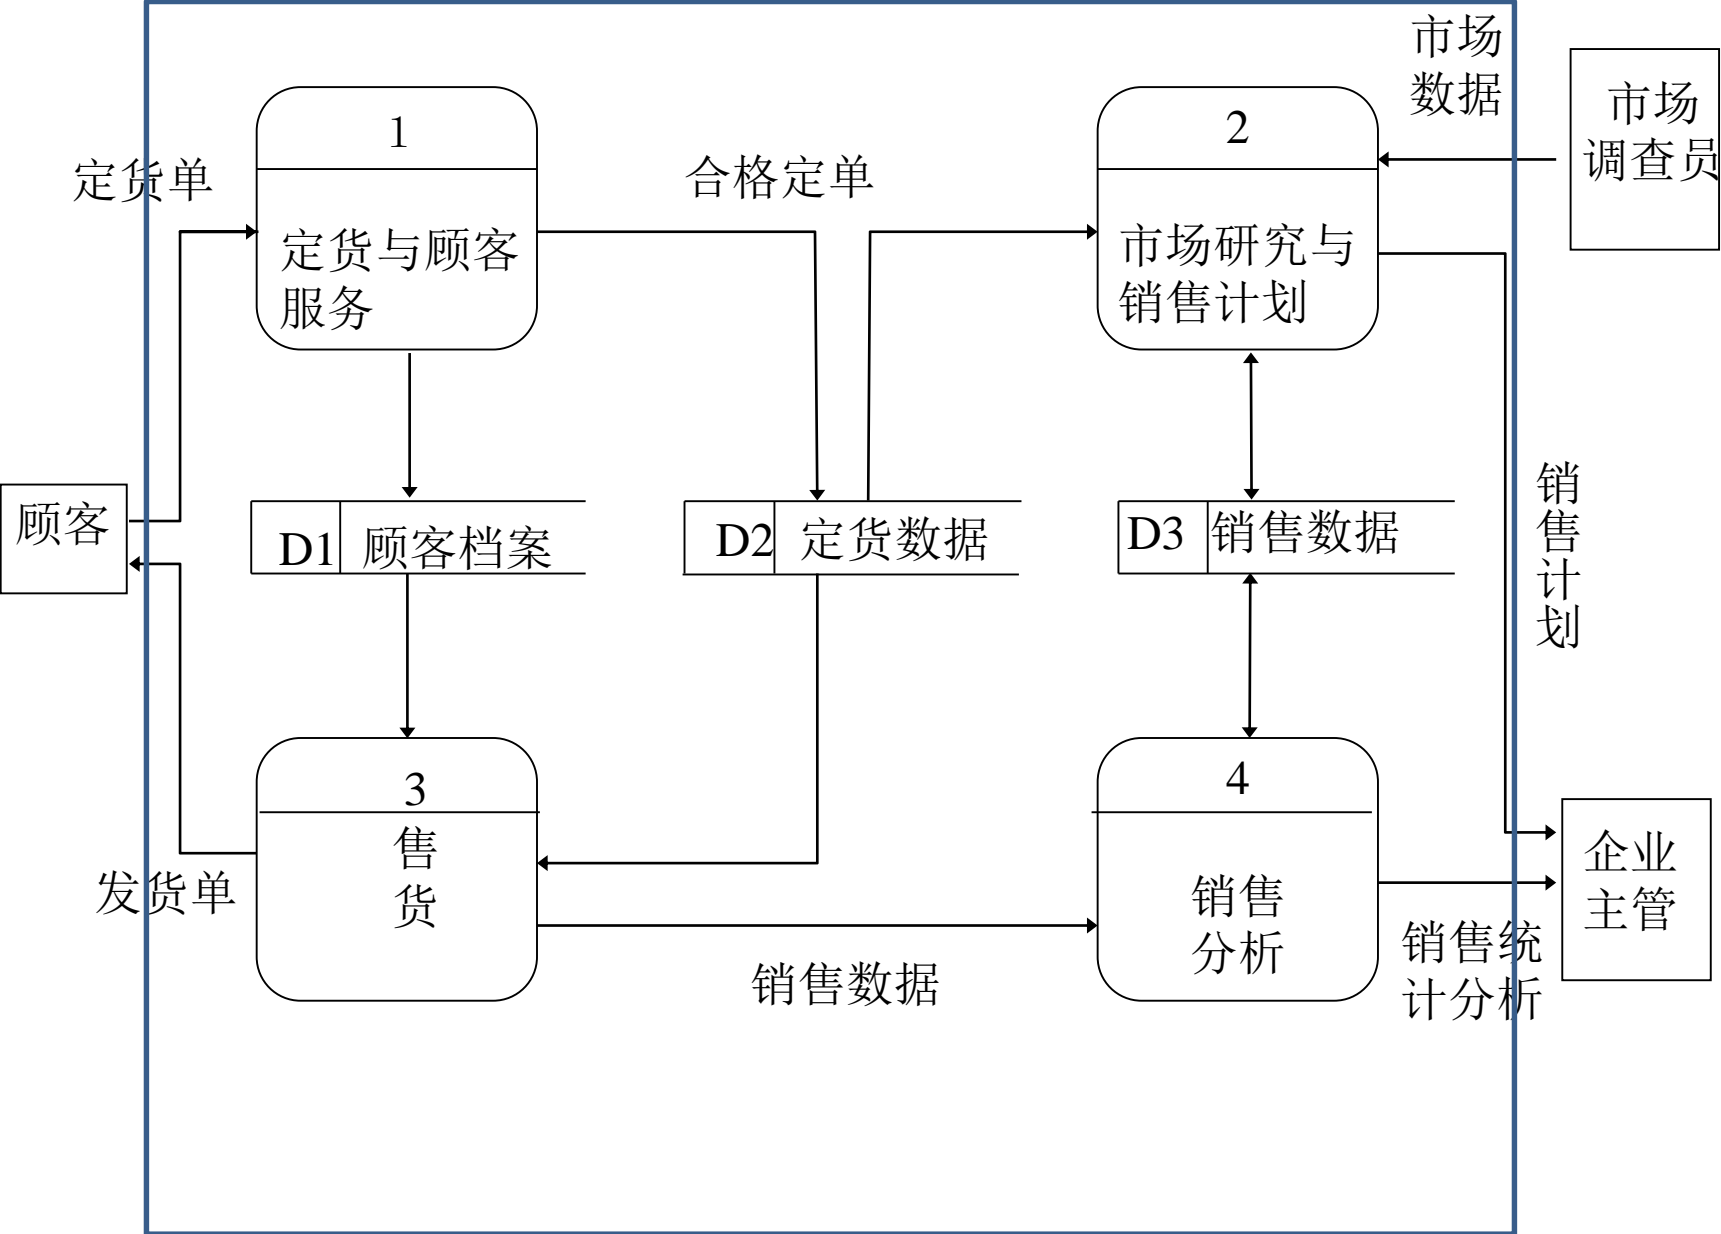 市场
数据
市场
调查员
1
2
定货单
合格定单
定货与顾客
服务
市场研究与
销售计划
顾客
D1
顾客档案
D2
定货数据
D3
销售数据
销
售
计
划
3
售
货
4
销售
分析
企业
主管
发货单
销售数据
销售统
计分析